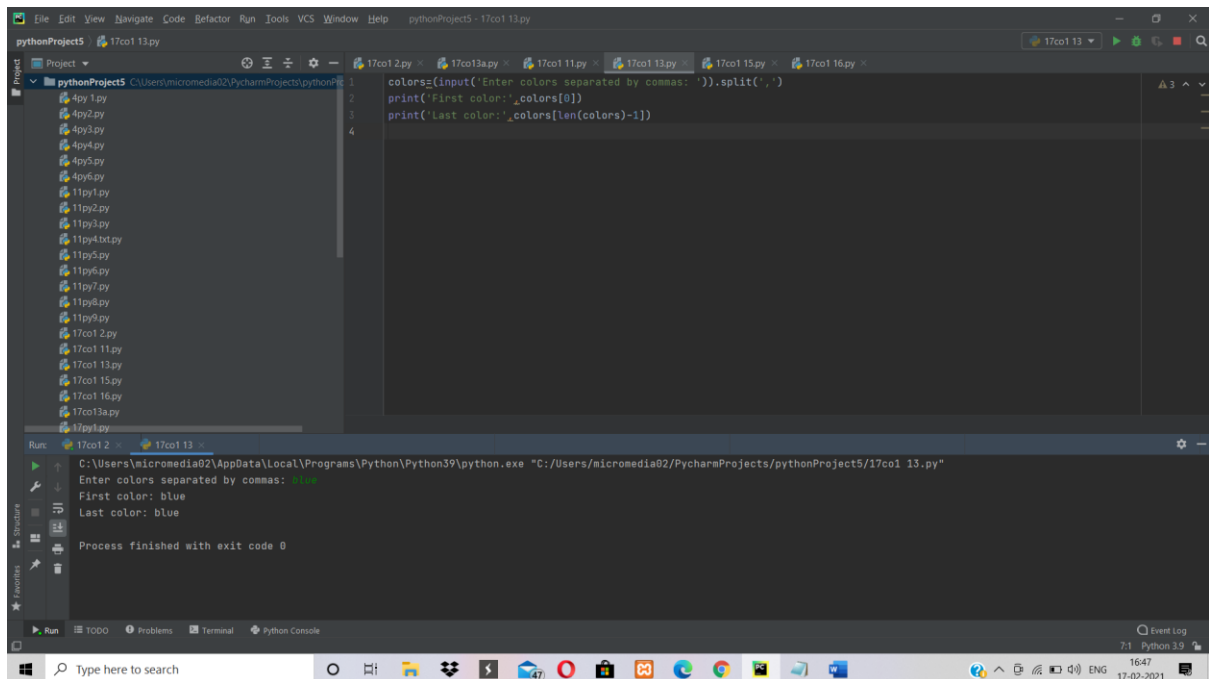 File Edit View Navigate Code Refactor Run Tools VCS Window Help pythonProject5 - 17co1 13.py
pythonProject5 17co1 13.py 17co1 13
Project
Project
17co1 2.py 17co13a.py 17co1 11.py 17co1 13.py 17co1 15.py 17co1 16.py
pythonProject5 C:\Users\micromedia02\PycharmProjects\pythonPro
4py 1.py
4py2.py
4py3.py
4py4.py
4py5.py
4py6.py
11py1.py
11py2.py
11py3.py
11py4.txt.py
11py5.py
11py6.py
11py7.py
11py8.py
11py9.py
17co1 2.py
17co1 11.py
17co1 13.py
17co1 15.py
17co1 16.py
17co13a.py
17py1.py
1 colors=(input('Enter colors separated by commas: ')).split(',')
2 print('First color:',colors[0])
3 print('Last color:',colors[len(colors)-1])
4
3
Run: 17co1 2 17co1 13
C:\Users\micromedia02\AppData\Local\Programs\Python\Python39\python.exe "C:/Users/micromedia02/PycharmProjects/pythonProject5/17co1 13.py"
Enter colors separated by commas: blue
First color: blue
Last color: blue
Process finished with exit code 0
Structure
Favorites
Run TODO Problems Terminal Python Console Event Log
7:1 Python 3.9
Type here to search
47
ENG
16:47
17-02-2021